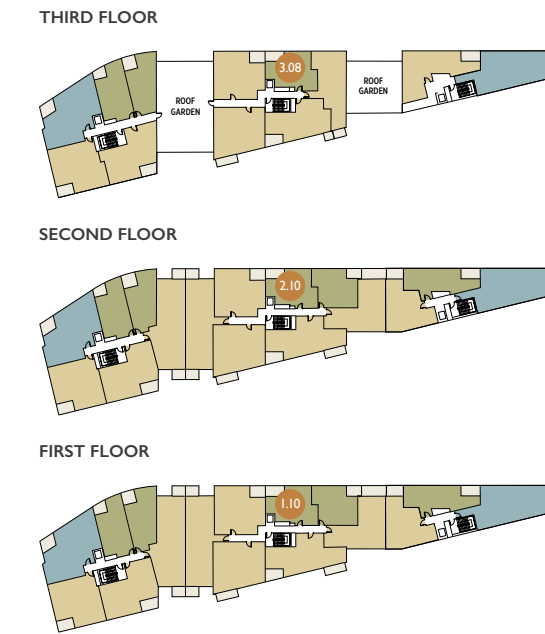 THIRD FLOOR
3.08
ROOF
GARDEN
ROOF
GARDEN
SECOND FLOOR
2.10
FIRST FLOOR
1.10